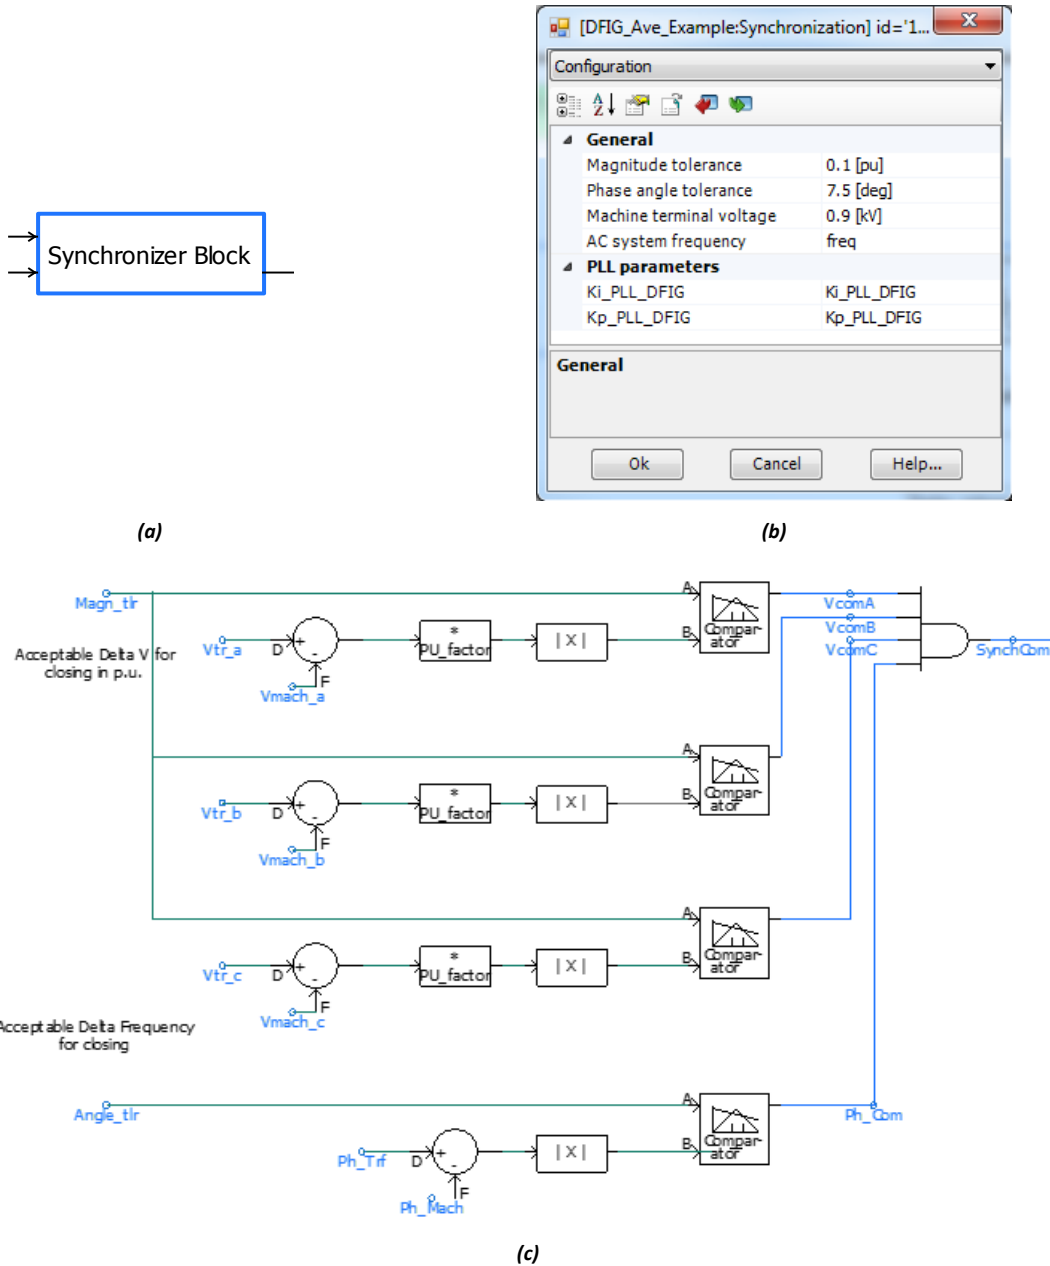 Synchronizer Block
[DFIG_Ave_Example:Synchronization] id='1...
x
Configuration
A
Z
General
Magnitude tolerance 0.1 [pu]
Phase angle tolerance 7.5 [deg]
Machine terminal voltage 0.9 [kV]
AC system frequency freq
PLL parameters
Ki_PLL_DFIG Ki_PLL_DFIG
Kp_PLL_DFIG Kp_PLL_DFIG
General
Ok Cancel Help...
(a)
(b)
Magn_tlr
Acceptable Delta V for
closing in p.u.
Vtr_a
D
+
-
F
Vmach_a
*
PU_factor
|X|
A
B
Compar-
ator
VcomA
VcomB
VcomC
SynchCom
Vtr_b
D
+
-
F
Vmach_b
*
PU_factor
|X|
A
B
Compar-
ator
Vtr_c
D
+
-
F
Vmach_c
*
PU_factor
|X|
A
B
Compar-
ator
Acceptable Delta Frequency
for closing
Angle_tlr
Ph_Trf
D
+
-
F
Ph_Mach
|X|
A
B
Compar-
ator
Ph_Com
(c)